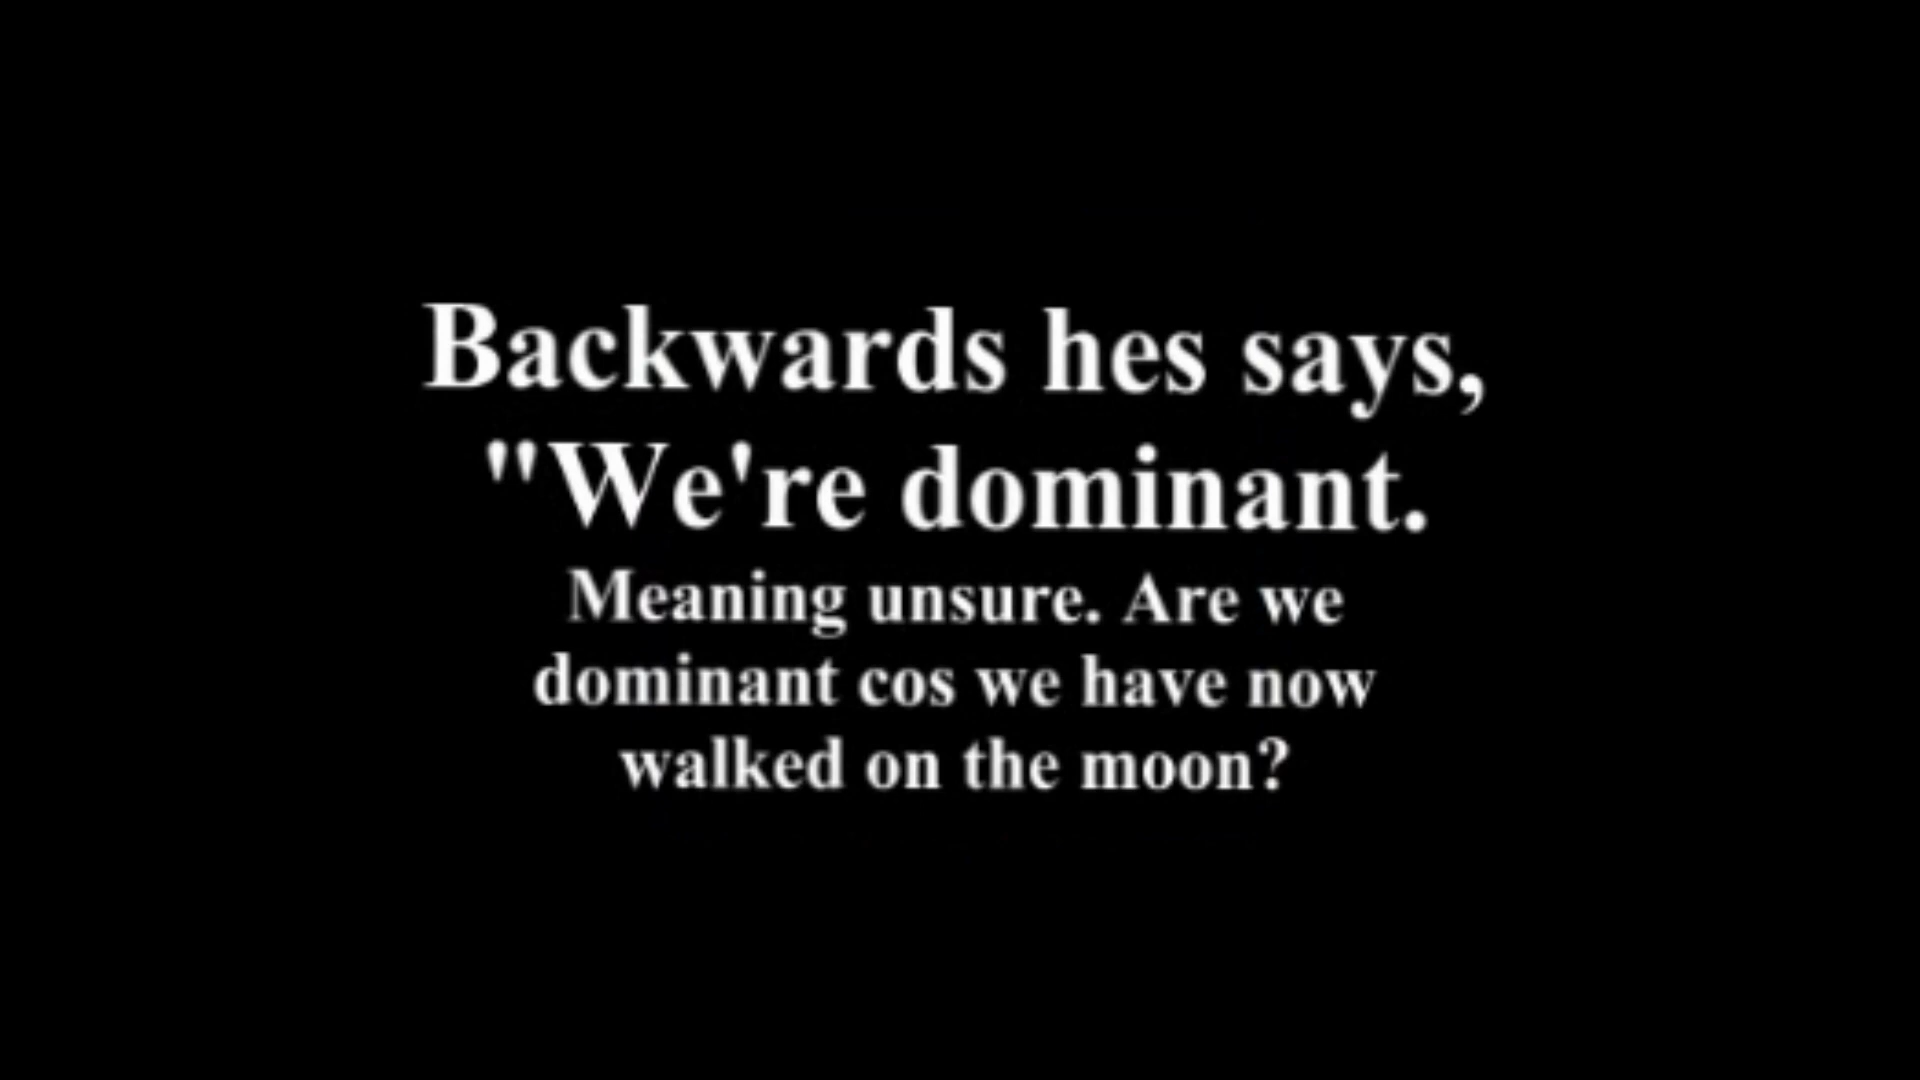 Backwards hes says,
"We're dominant.
Meaning unsure. Are we
dominant cos we have now
walked on the moon?